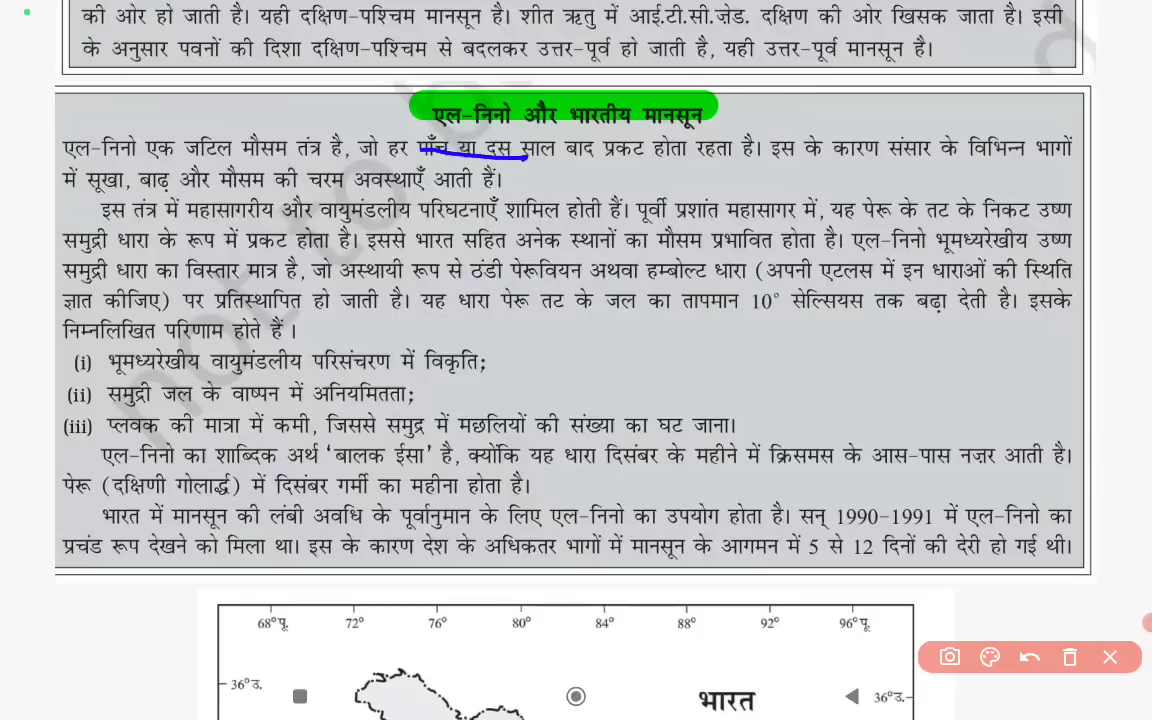 की ओर हो जाती है। यही दक्षिण-पश्चिम मानसून है। शीत ऋतु में आई.टी.सी.ज़ेड. दक्षिण की ओर खिसक जाता है। इसी
के अनुसार पवनों की दिशा दक्षिण-पश्चिम से बदलकर उत्तर-पूर्व हो जाती है, यही उत्तर-पूर्व मानसून है।
एल-निनो और भारतीय मानसून
एल-निनो एक जटिल मौसम तंत्र है, जो हर पाँच या दस साल बाद प्रकट होता रहता है। इस के कारण संसार के विभिन्न भागों
में सूखा, बाढ़ और मौसम की चरम अवस्थाएँ आती हैं।
इस तंत्र में महासागरीय और वायुमंडलीय परिघटनाएँ शामिल होती हैं। पूर्वी प्रशांत महासागर में, यह पेरू के तट के निकट उष्ण
समुद्री धारा के रूप में प्रकट होता है। इससे भारत सहित अनेक स्थानों का मौसम प्रभावित होता है। एल-निनो भूमध्यरेखीय उष्ण
समुद्री धारा का विस्तार मात्र है, जो अस्थायी रूप से ठंडी पेरूवियन अथवा हम्बोल्ट धारा (अपनी एटलस में इन धाराओं की स्थिति
ज्ञात कीजिए) पर प्रतिस्थापित हो जाती है। यह धारा पेरू तट के जल का तापमान 10° सेल्सियस तक बढ़ा देती है। इसके
निम्नलिखित परिणाम होते हैं ।
(i) भूमध्यरेखीय वायुमंडलीय परिसंचरण में विकृति;
(ii) समुद्री जल के वाष्पन में अनियमितता;
(iii) प्लवक की मात्रा में कमी, जिससे समुद्र में मछलियों की संख्या का घट जाना।
एल-निनो का शाब्दिक अर्थ ‘बालक ईसा’ है, क्योंकि यह धारा दिसंबर के महीने में क्रिसमस के आस-पास नज़र आती है।
पेरू (दक्षिणी गोलार्द्ध) में दिसंबर गर्मी का महीना होता है।
भारत में मानसून की लंबी अवधि के पूर्वानुमान के लिए एल-निनो का उपयोग होता है। सन् 1990-1991 में एल-निनो का
प्रचंड रूप देखने को मिला था। इस के कारण देश के अधिकतर भागों में मानसून के आगमन में 5 से 12 दिनों की देरी हो गई थी।
68° पू. 72° 76° 80° 84° 88° 92° 96° पू.
36° उ. भारत 36° उ.
not to